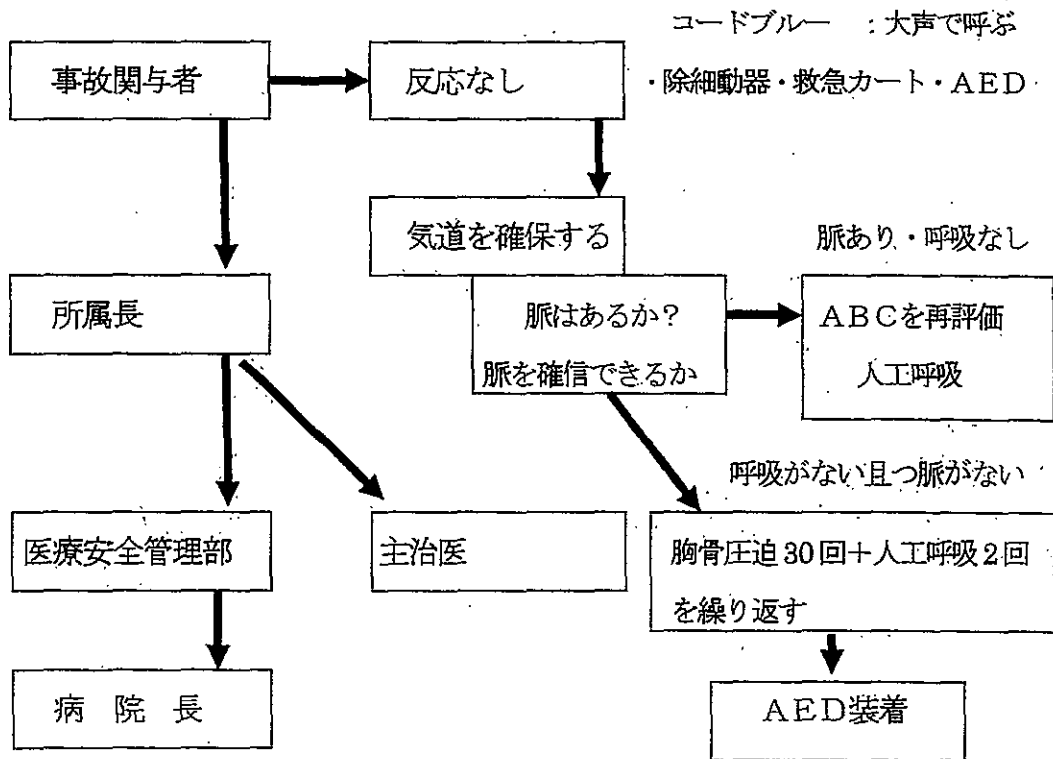 コードブルー ：大声で呼ぶ
事故関与者
反応なし
・除細動器・救急カート・AED
気道を確保する
脈あり・呼吸なし
所属長
脈はあるか？
脈を確信できるか
ABCを再評価
人工呼吸
呼吸がない且つ脈がない
医療安全管理部
主治医
胸骨圧迫30回＋人工呼吸2回
を繰り返す
病 院 長
AED装着